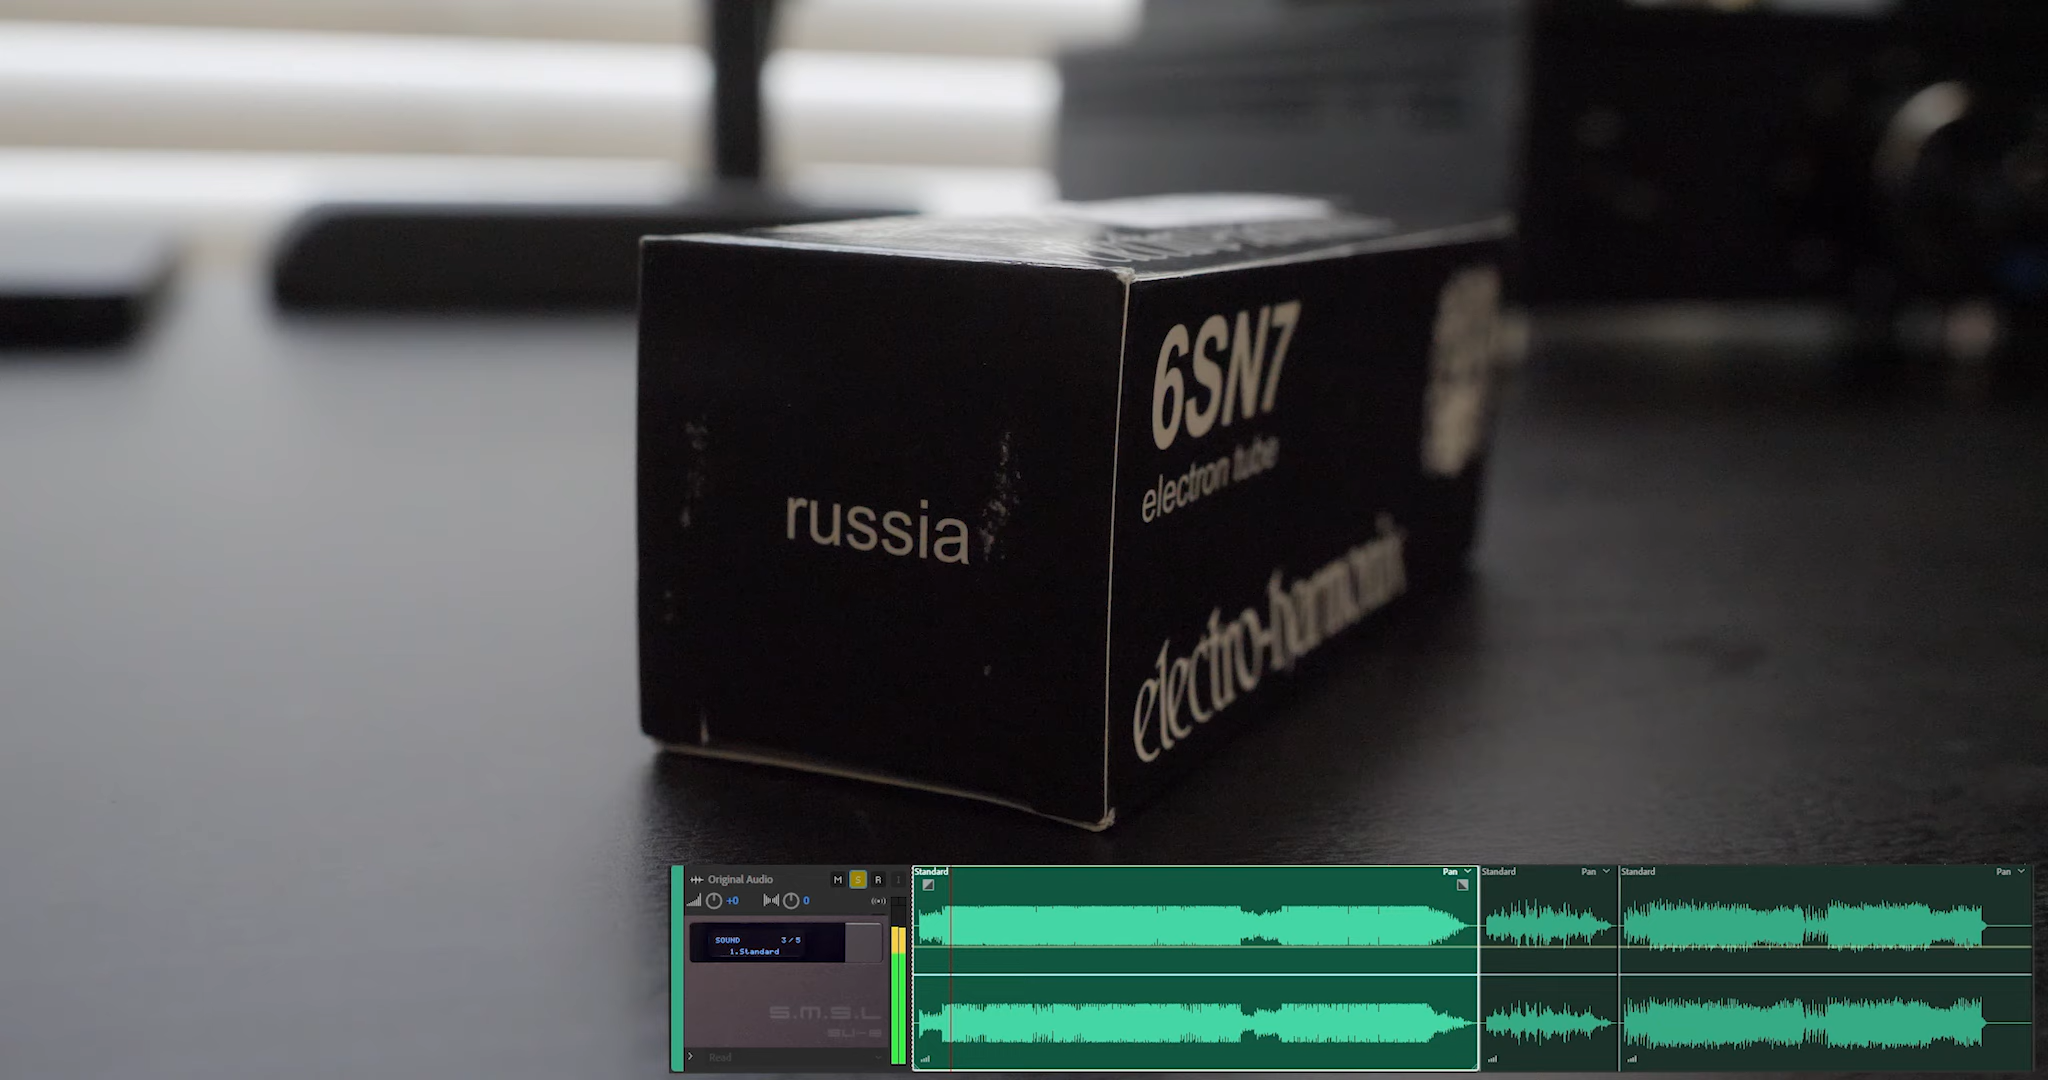 russia
6SN7
electron tube
electro-harmonix
Original Audio
M
S
R
+0
0
SOUND 3/5
1.Standard
S.M.S.L
Read
Standard
Pan
Standard
Pan
Standard
Pan